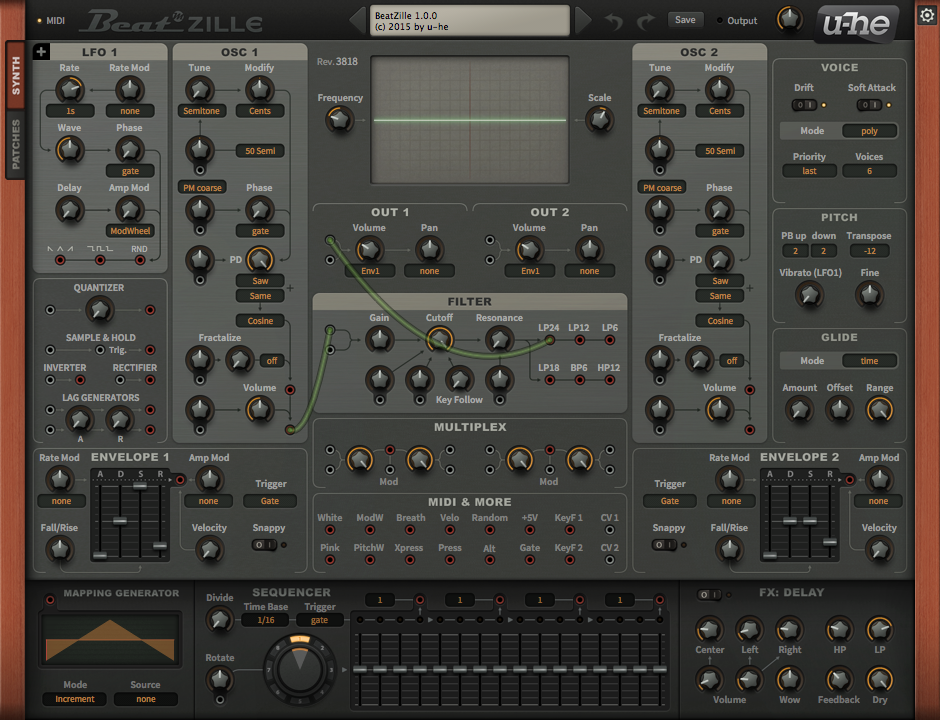 MIDI
Beat ZILLE
BeatZille 1.0.0
(c) 2015 by u-he
Save
Output
u-he
SYNTH
PATCHES
+
LFO 1
Rate
Rate Mod
1s
none
Wave
Phase
gate
Delay
Amp Mod
ModWheel
RND
QUANTIZER
SAMPLE & HOLD
Trig.
INVERTER
RECTIFIER
LAG GENERATORS
A
R
OSC 1
Tune
Modify
Semitone
Cents
50 Semi
PM coarse
Phase
gate
PD
Saw
Same
Cosine
Fractalize
off
Volume
Rev.3818
Frequency
Scale
OUT 1
Volume
Pan
Env1
none
OUT 2
Volume
Pan
Env1
none
FILTER
Gain
Cutoff
Resonance
LP24
LP12
LP6
LP18
BP6
HP12
Key Follow
MULTIPLEX
Mod
Mod
MIDI & MORE
White
ModW
Breath
Velo
Random
+5V
KeyF 1
CV 1
Pink
PitchW
Xpress
Press
Alt
Gate
KeyF 2
CV 2
OSC 2
Tune
Modify
Semitone
Cents
50 Semi
PM coarse
Phase
gate
PD
Saw
Same
Cosine
Fractalize
off
Volume
VOICE
Drift
Soft Attack
O I
O I
Mode
poly
Priority
Voices
last
6
PITCH
PB up
down
Transpose
2
2
-12
Vibrato (LFO1)
Fine
GLIDE
Mode
time
Amount
Offset
Range
ENVELOPE 1
Rate Mod
none
A D S R
Amp Mod
none
Trigger
Gate
Fall/Rise
Velocity
Snappy
O I
ENVELOPE 2
Trigger
Gate
Rate Mod
none
A D S R
Amp Mod
none
Snappy
O I
Fall/Rise
Velocity
MAPPING GENERATOR
Mode
Source
Increment
none
SEQUENCER
Divide
Time Base
Trigger
1/16
gate
Rotate
1
1
1
1
O I
FX: DELAY
Center
Left
Right
HP
LP
Volume
Wow
Feedback
Dry